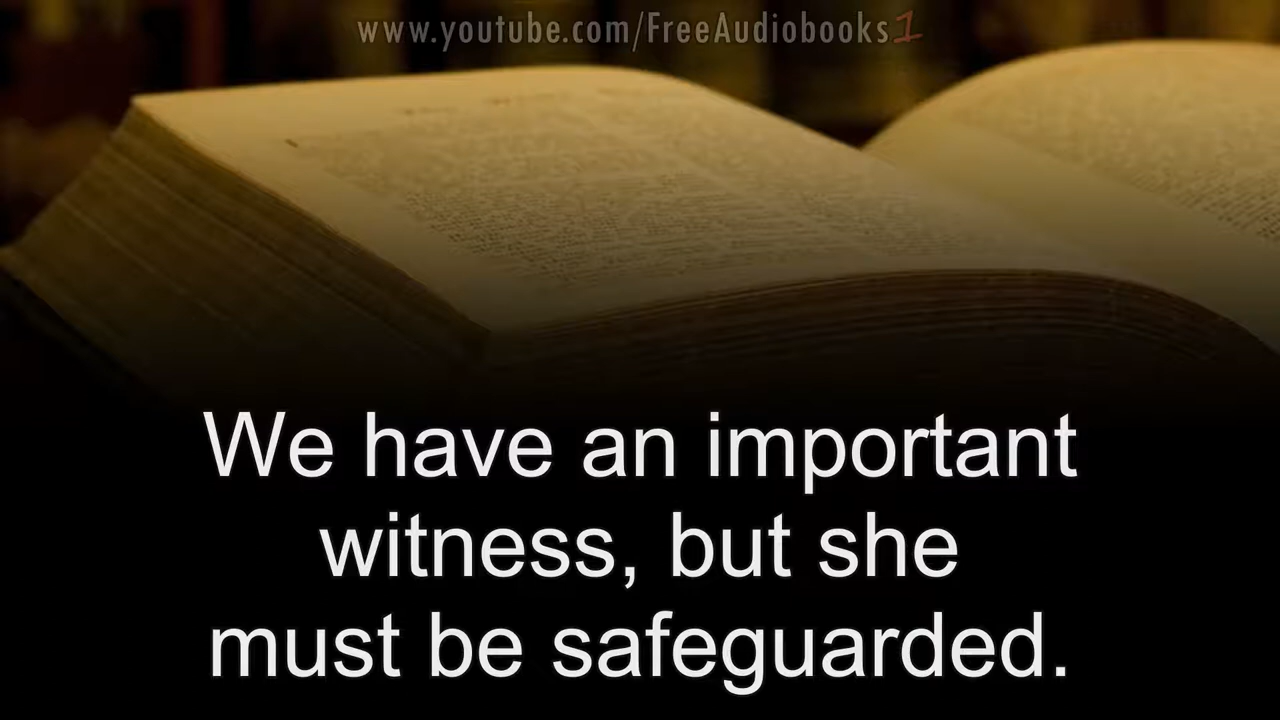 www.youtube.com/FreeAudiobooks1
We have an important
witness, but she
must be safeguarded.